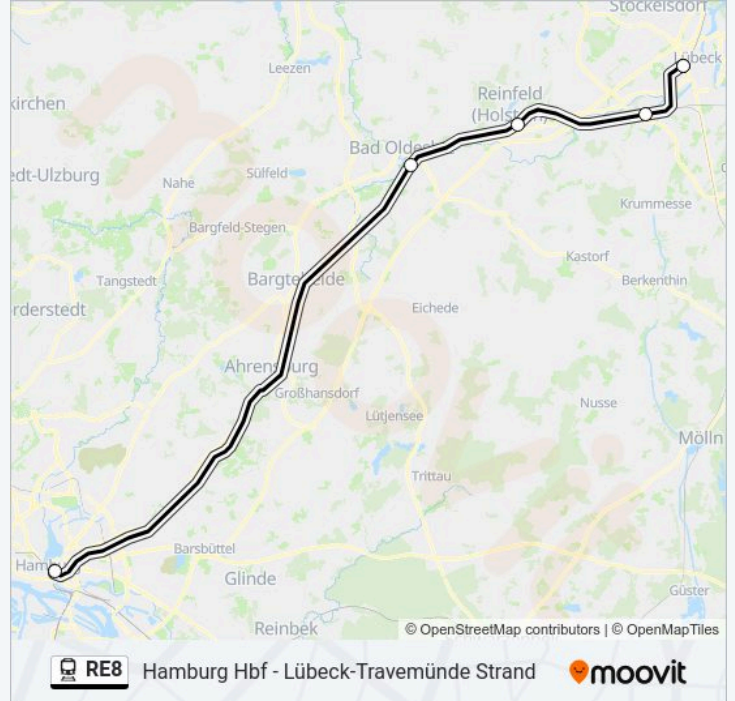 Stockelsdorf
Lübeck
Leezen
Reinfeld
(Holstein)
kirchen
Bad Oldes
edt-Ulzburg
Sülfeld
Nahe
Krummesse
Bargfeld-Stegen
Kastorf
Tangstedt
Bargteheide
Berkenthin
rderstedt
Eichede
Ahrensburg
Großhansdorf
Nusse
Lütjensee
Mölln
Trittau
Barsbüttel
Hamburg
Glinde
Güster
Reinbek
© OpenStreetMap contributors | © OpenMapTiles
RE8 Hamburg Hbf - Lübeck-Travemünde Strand
moovit